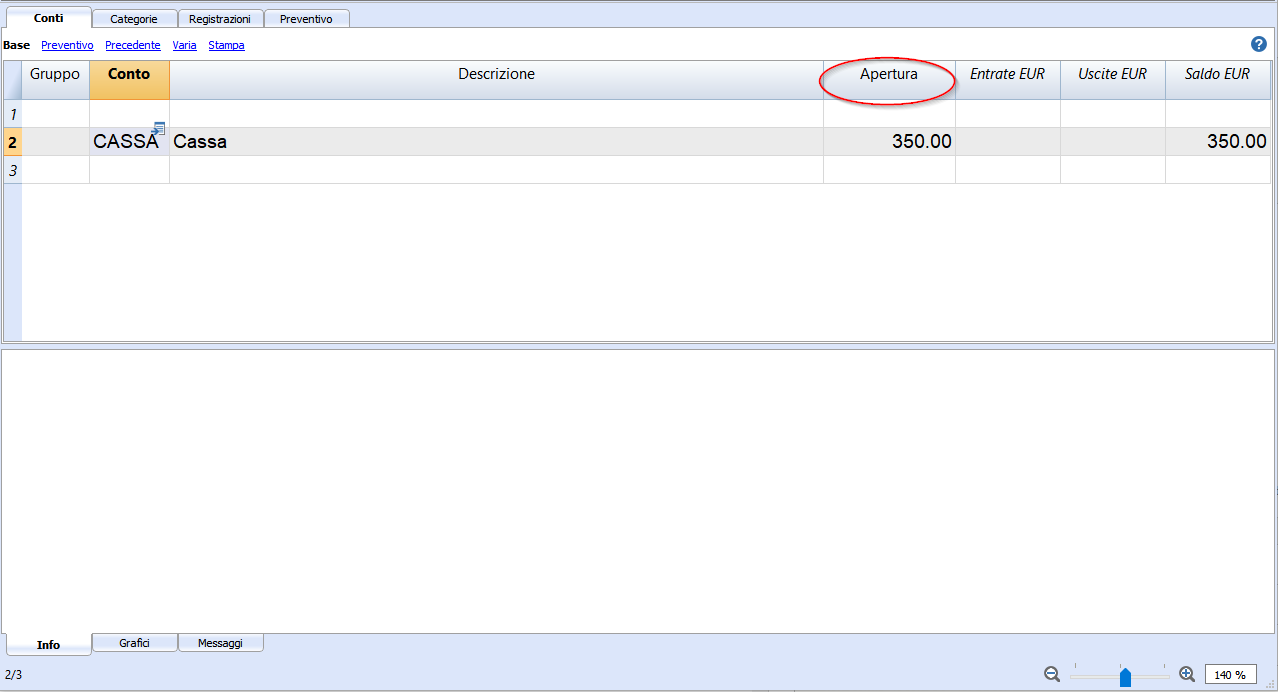 Conti Categorie Registrazioni Preventivo
Base Preventivo Precedente Varia Stampa ?
Gruppo Conto Descrizione Apertura Entrate EUR Uscite EUR Saldo EUR
1
2 CASSA Cassa 350.00 350.00
3
Info Grafici Messaggi
2/3 140 %